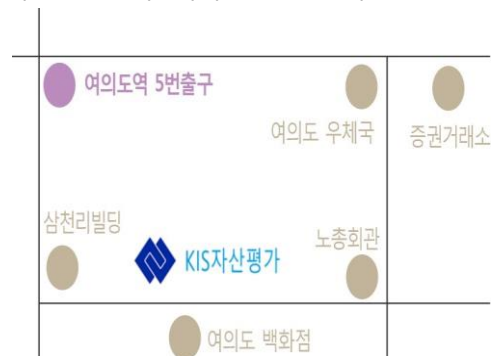 여의도역 5번출구
여의도 우체국
증권거래소
삼천리빌딩
KIS자산평가
노총회관
여의도 백화점